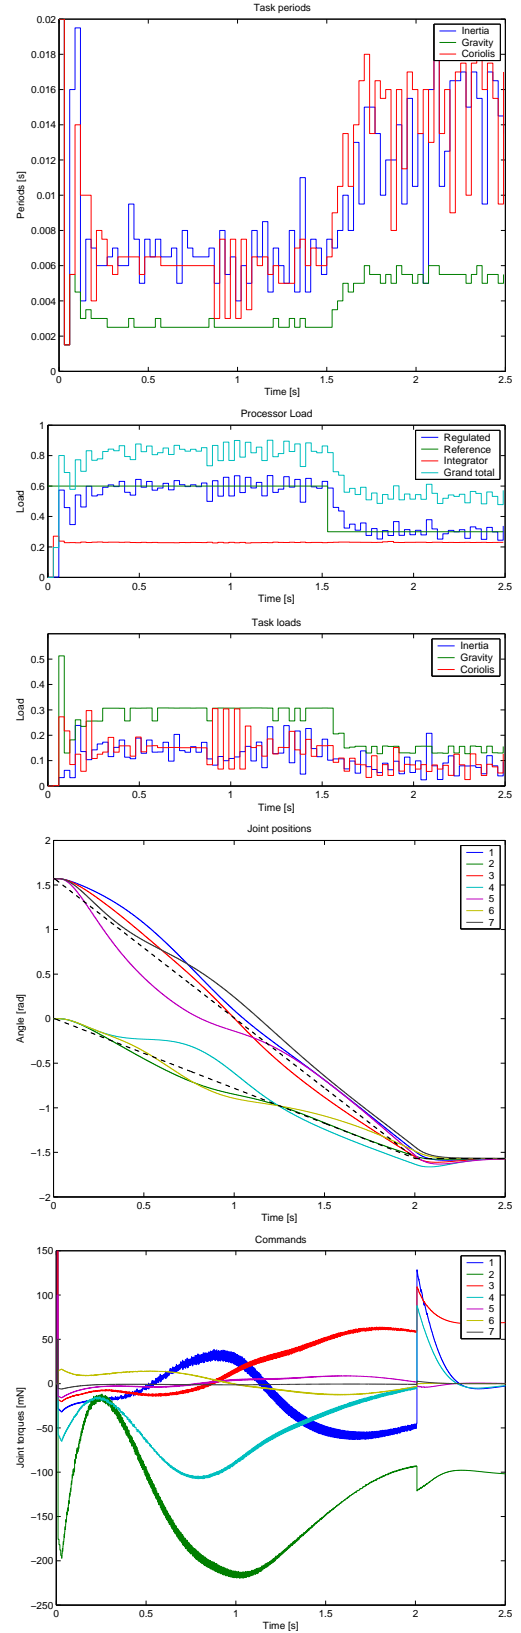 Task periods
0.02
0.018
0.016
0.014
0.012
0.01
0.008
0.006
0.004
0.002
0
Periods [s]
Inertia
Gravity
Coriolis
0 0.5 1 1.5 2 2.5
Time [s]
Processor Load
1
0.8
0.6
0.4
0.2
0
Load
Regulated
Reference
Integrator
Grand total
0 0.5 1 1.5 2 2.5
Time [s]
Task loads
0.5
0.4
0.3
0.2
0.1
0
Load
Inertia
Gravity
Coriolis
0 0.5 1 1.5 2 2.5
Time [s]
Joint positions
2
1.5
1
0.5
0
−0.5
−1
−1.5
−2
Angle [rad]
1
2
3
4
5
6
7
0 0.5 1 1.5 2 2.5
Time [s]
Commands
150
100
50
0
−50
−100
−150
−200
−250
Joint torques [mN]
1
2
3
4
5
6
7
0 0.5 1 1.5 2 2.5
Time [s]